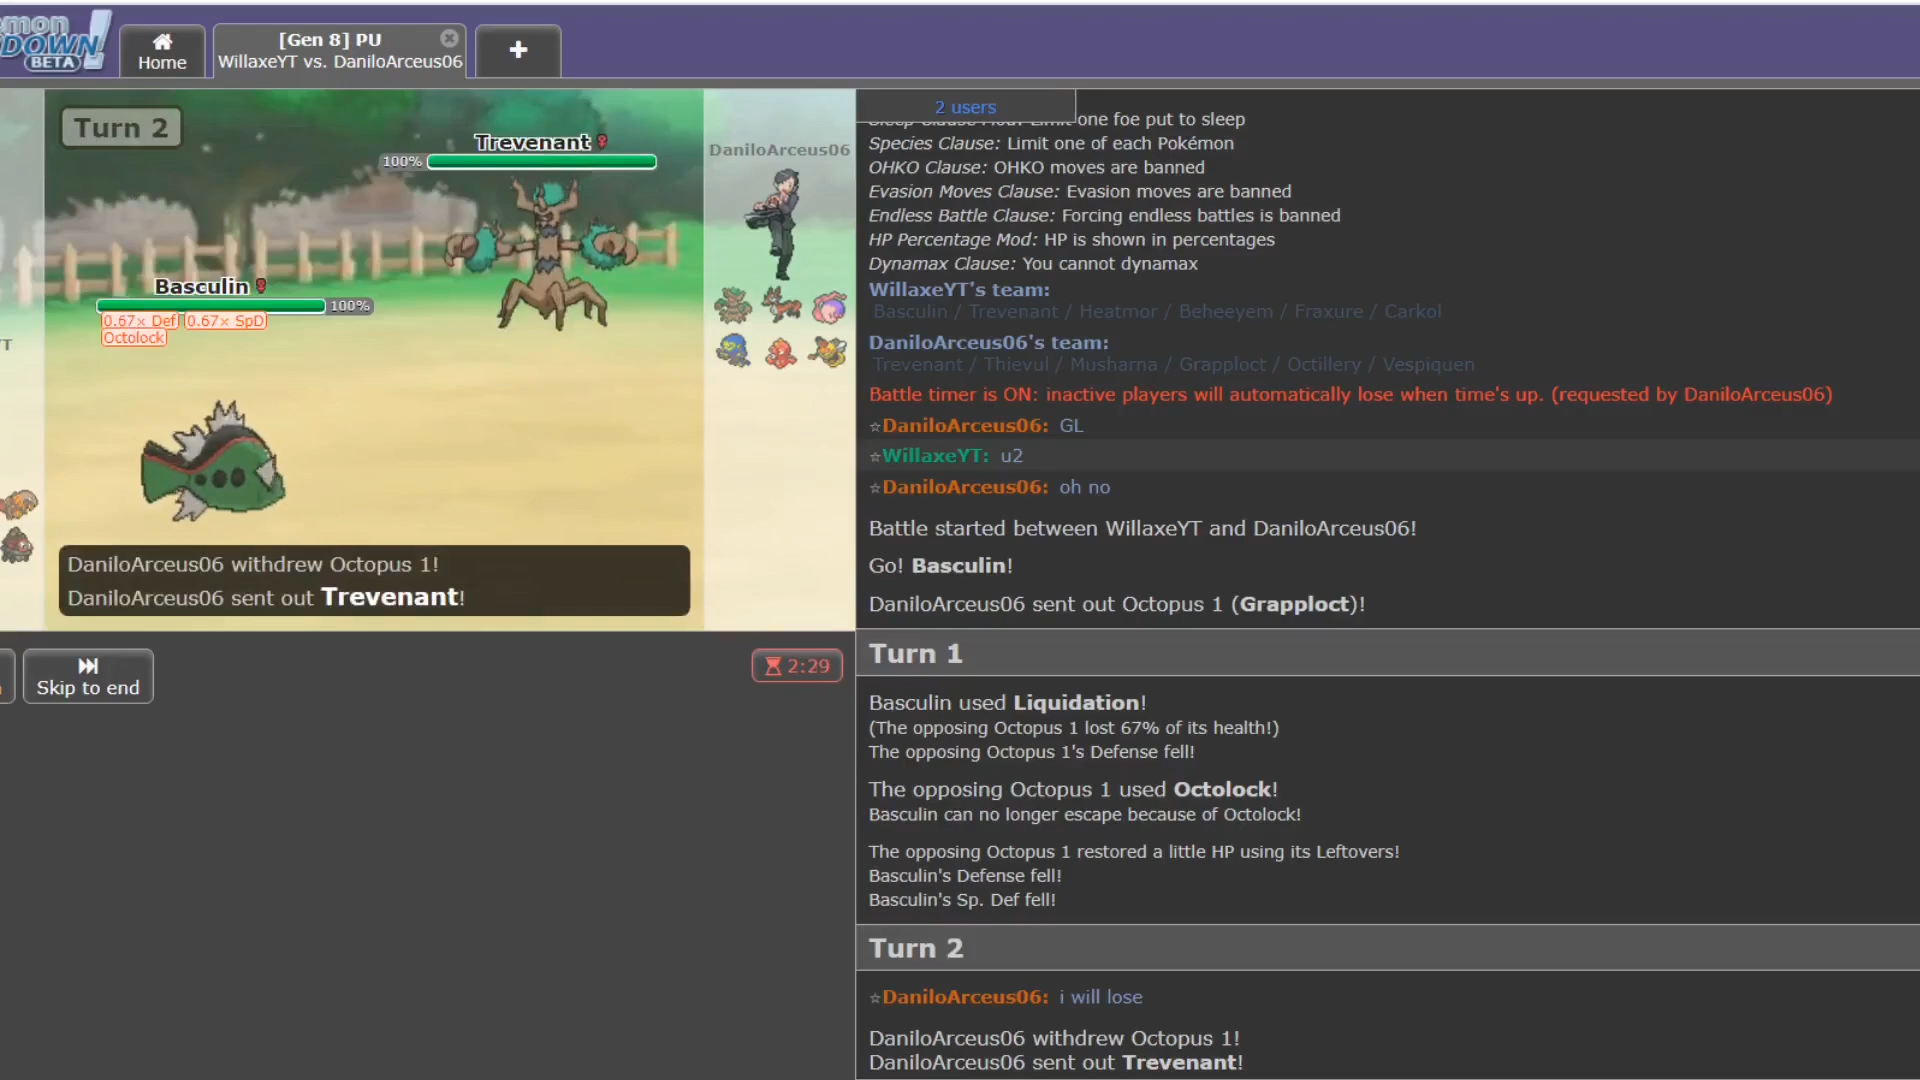 mon
DOWN!
BETA
Home
[Gen 8] PU
WillaxeYT vs. DaniloArceus06
+
Turn 2
Trevenant
100%
Basculin
100%
0.67× Def 0.67× SpD
Octolock
DaniloArceus06
T
DaniloArceus06 withdrew Octopus 1!
DaniloArceus06 sent out Trevenant!
Skip to end
2:29
2 users
Sleep Clause Mod: Limit one foe put to sleep
Species Clause: Limit one of each Pokémon
OHKO Clause: OHKO moves are banned
Evasion Moves Clause: Evasion moves are banned
Endless Battle Clause: Forcing endless battles is banned
HP Percentage Mod: HP is shown in percentages
Dynamax Clause: You cannot dynamax
WillaxeYT's team:
Basculin / Trevenant / Heatmor / Beheeyem / Fraxure / Carkol
DaniloArceus06's team:
Trevenant / Thievul / Musharna / Grapploct / Octillery / Vespiquen
Battle timer is ON: inactive players will automatically lose when time's up. (requested by DaniloArceus06)
☆DaniloArceus06: GL
☆WillaxeYT: u2
☆DaniloArceus06: oh no
Battle started between WillaxeYT and DaniloArceus06!
Go! Basculin!
DaniloArceus06 sent out Octopus 1 (Grapploct)!
Turn 1
Basculin used Liquidation!
(The opposing Octopus 1 lost 67% of its health!)
The opposing Octopus 1's Defense fell!
The opposing Octopus 1 used Octolock!
Basculin can no longer escape because of Octolock!
The opposing Octopus 1 restored a little HP using its Leftovers!
Basculin's Defense fell!
Basculin's Sp. Def fell!
Turn 2
☆DaniloArceus06: i will lose
DaniloArceus06 withdrew Octopus 1!
DaniloArceus06 sent out Trevenant!